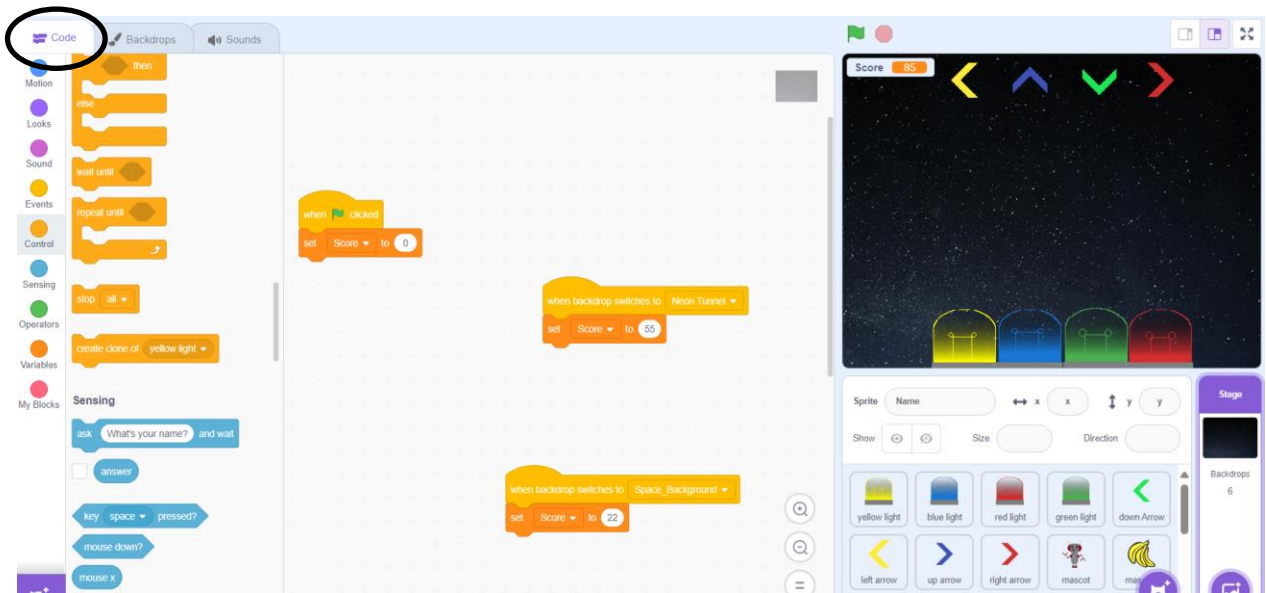 Code
Backdrops
Sounds
Motion
Looks
Sound
Events
Control
Sensing
Operators
Variables
My Blocks
then
else
wait until
repeat until
stop all
create clone of yellow light
Sensing
ask What's your name? and wait
answer
key space pressed?
mouse down?
mouse x
when clicked
set Score to 0
when backdrop switches to Neon Tunnel
set Score to 55
when backdrop switches to Space_Background
set Score to 22
Score 85
Sprite Name x x y y
Show Size Direction
yellow light
blue light
red light
green light
down Arrow
left arrow
up arrow
right arrow
mascot
Stage
Backdrops
6